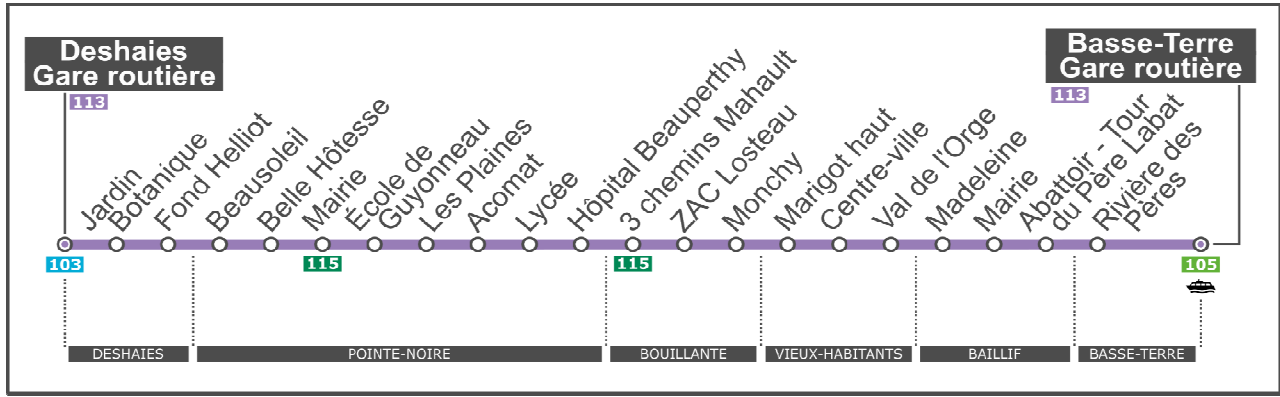 Deshaies
Gare routière
113
Basse-Terre
Gare routière
113
Jardin
Botanique
Fond Helliot
Beausoleil
Belle Hôtesse
Mairie
École de
Guyonneau
Les Plaines
Acomat
Lycée
Hôpital Beauperthy
3 chemins Mahault
ZAC Losteau
Monchy
Marigot haut
Centre-ville
Val de l'Orge
Madeleine
Mairie
Abattoir - Tour
du Père Labat
Rivière des
Pères
103
115
115
105
DESHAIES
POINTE-NOIRE
BOUILLANTE
VIEUX-HABITANTS
BAILLIF
BASSE-TERRE